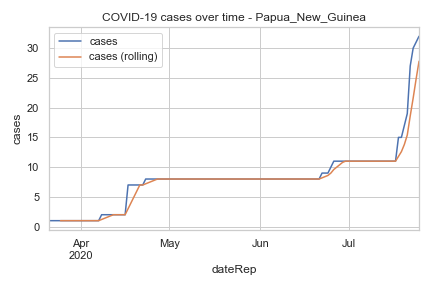 COVID-19 cases over time - Papua_New_Guinea
cases
cases (rolling)
cases
30
25
20
15
10
5
0
Apr
2020
May
Jun
Jul
dateRep